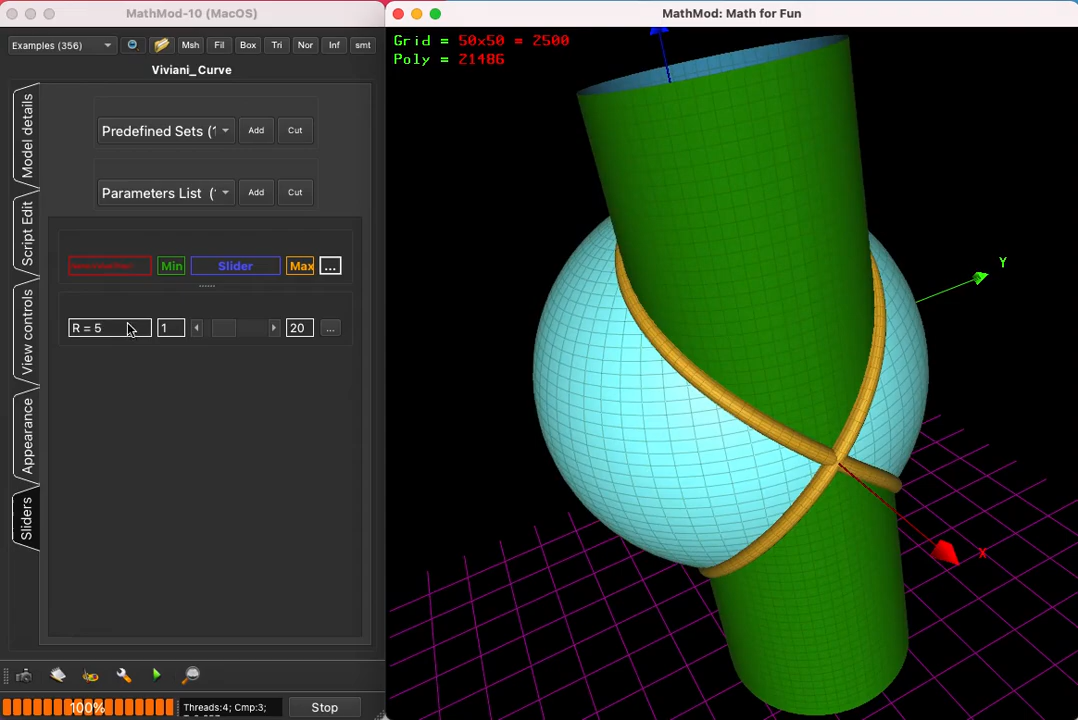 MathMod-10 (MacOS)
MathMod: Math for Fun
Examples (356)
Msh
Fil
Box
Tri
Nor
Inf
smt
Viviani_Curve
Model details
Script Edit
View controls
Appearance
Sliders
Predefined Sets (1
Add
Cut
Parameters List (
Add
Cut
Min
Slider
Max
...
R = 5
1
20
...
100%
Threads:4; Cmp:3;
Stop
Grid = 50x50 = 2500
Poly = 21486
Y
X